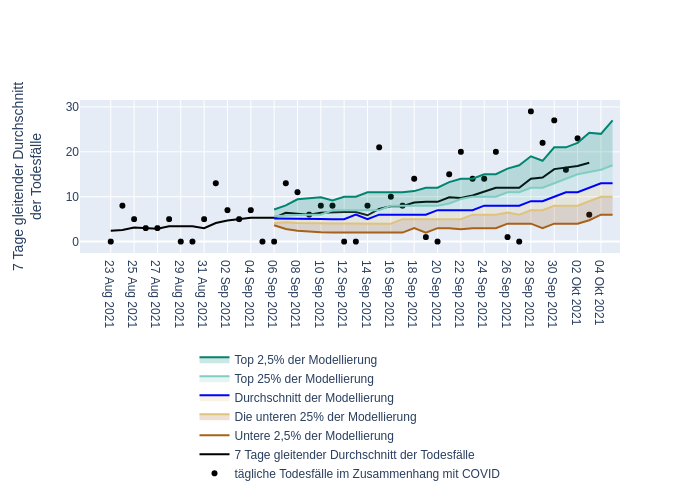 7 Tage gleitender Durchschnitt
der Todesfälle
30
20
10
0
23 Aug 2021
25 Aug 2021
27 Aug 2021
29 Aug 2021
31 Aug 2021
02 Sep 2021
04 Sep 2021
06 Sep 2021
08 Sep 2021
10 Sep 2021
12 Sep 2021
14 Sep 2021
16 Sep 2021
18 Sep 2021
20 Sep 2021
22 Sep 2021
24 Sep 2021
26 Sep 2021
28 Sep 2021
30 Sep 2021
02 Okt 2021
04 Okt 2021
Top 2,5% der Modellierung
Top 25% der Modellierung
Durchschnitt der Modellierung
Die unteren 25% der Modellierung
Untere 2,5% der Modellierung
7 Tage gleitender Durchschnitt der Todesfälle
tägliche Todesfälle im Zusammenhang mit COVID